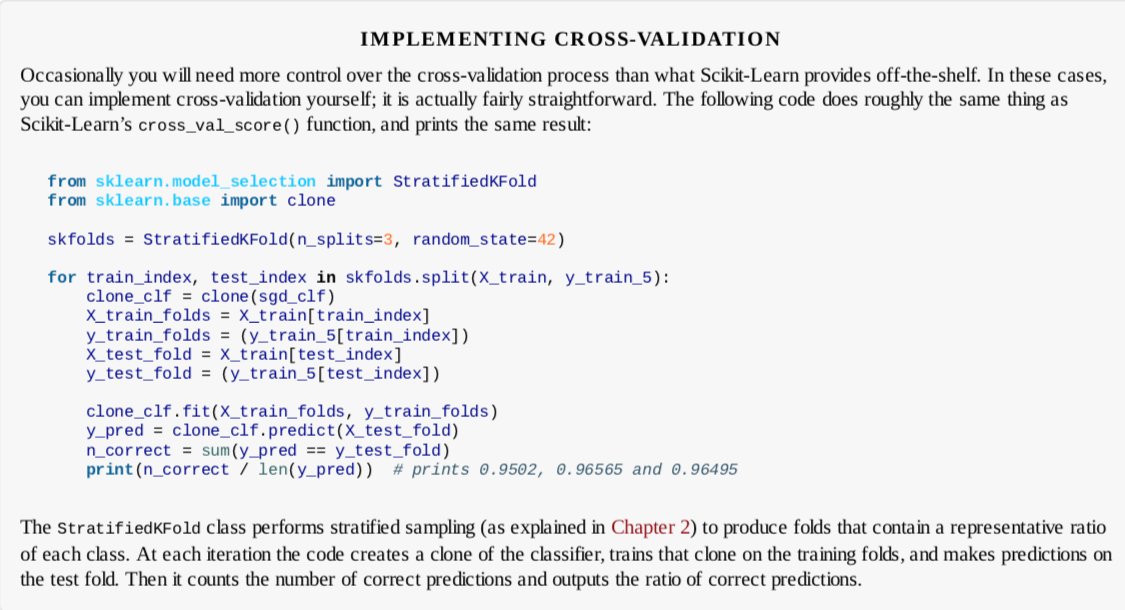 IMPLEMENTING CROSS-VALIDATION
Occasionally you will need more control over the cross-validation process than what Scikit-Learn provides off-the-shelf. In these cases,
you can implement cross-validation yourself; it is actually fairly straightforward. The following code does roughly the same thing as
Scikit-Learn’s cross_val_score() function, and prints the same result:
from sklearn.model_selection import StratifiedKFold
from sklearn.base import clone
skfolds = StratifiedKFold(n_splits=3, random_state=42)
for train_index, test_index in skfolds.split(X_train, y_train_5):
    clone_clf = clone(sgd_clf)
    X_train_folds = X_train[train_index]
    y_train_folds = (y_train_5[train_index])
    X_test_fold = X_train[test_index]
    y_test_fold = (y_train_5[test_index])
    clone_clf.fit(X_train_folds, y_train_folds)
    y_pred = clone_clf.predict(X_test_fold)
    n_correct = sum(y_pred == y_test_fold)
    print(n_correct / len(y_pred))  # prints 0.9502, 0.96565 and 0.96495
The StratifiedKFold class performs stratified sampling (as explained in Chapter 2) to produce folds that contain a representative ratio
of each class. At each iteration the code creates a clone of the classifier, trains that clone on the training folds, and makes predictions on
the test fold. Then it counts the number of correct predictions and outputs the ratio of correct predictions.